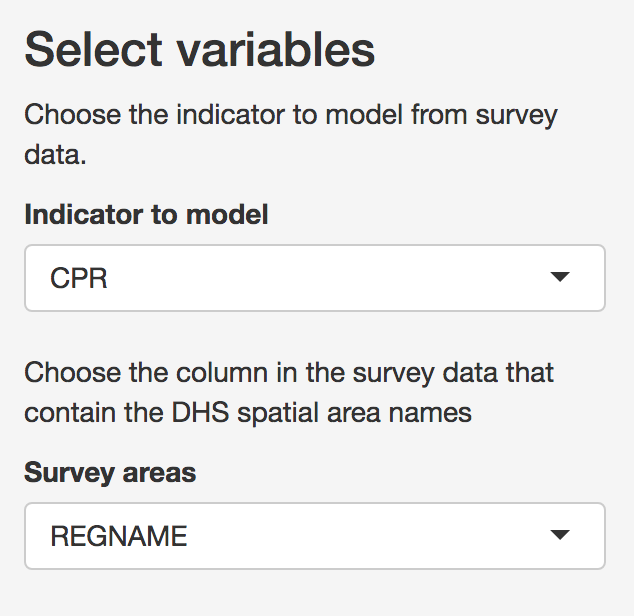 Select variables
Choose the indicator to model from survey
data.
Indicator to model
CPR
Choose the column in the survey data that
contain the DHS spatial area names
Survey areas
REGNAME